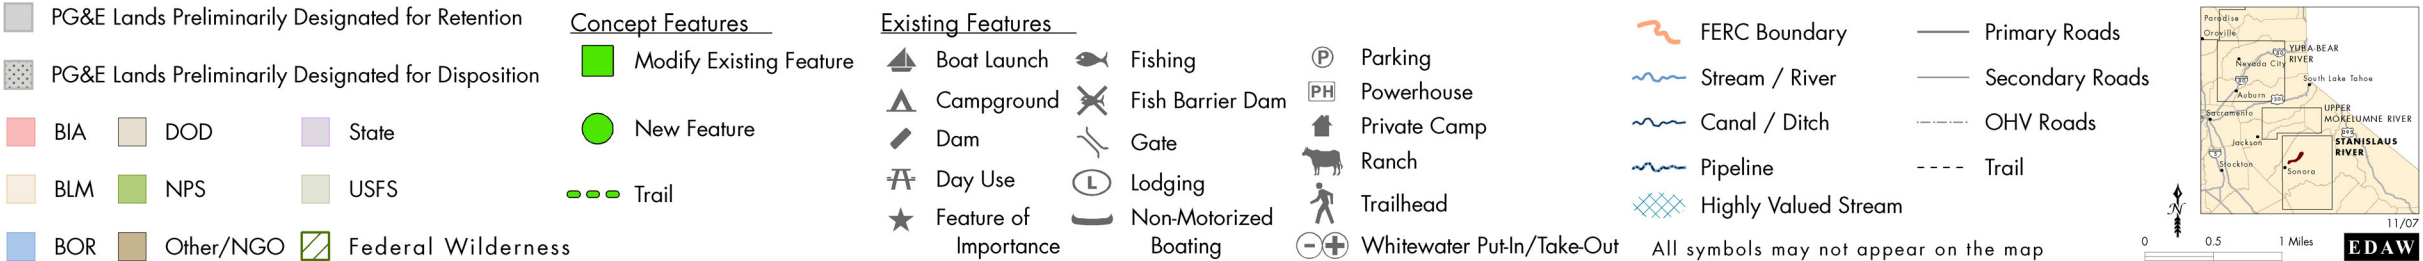 PG&E Lands Preliminarily Designated for Retention
PG&E Lands Preliminarily Designated for Disposition
BIA
DOD
State
BLM
NPS
USFS
BOR
Other/NGO
Federal Wilderness
Concept Features
Modify Existing Feature
New Feature
Trail
Existing Features
Boat Launch
Campground
Dam
Day Use
Feature of
Importance
Fishing
Fish Barrier Dam
Gate
L
Lodging
Non-Motorized
Boating
P
Parking
PH
Powerhouse
Private Camp
Ranch
Trailhead
Whitewater Put-In/Take-Out
FERC Boundary
Stream / River
Canal / Ditch
Pipeline
Highly Valued Stream
Primary Roads
Secondary Roads
OHV Roads
Trail
All symbols may not appear on the map
Paradise
Oroville
YUBA-BEAR
RIVER
80
Nevada City
South Lake Tahoe
80
Auburn
50
UPPER
MOKELUMNE RIVER
Sacramento
Jackson
395
STANISLAUS
RIVER
5
Stockton
Sonora
N
11/07
0 0.5 1 Miles
EDAW